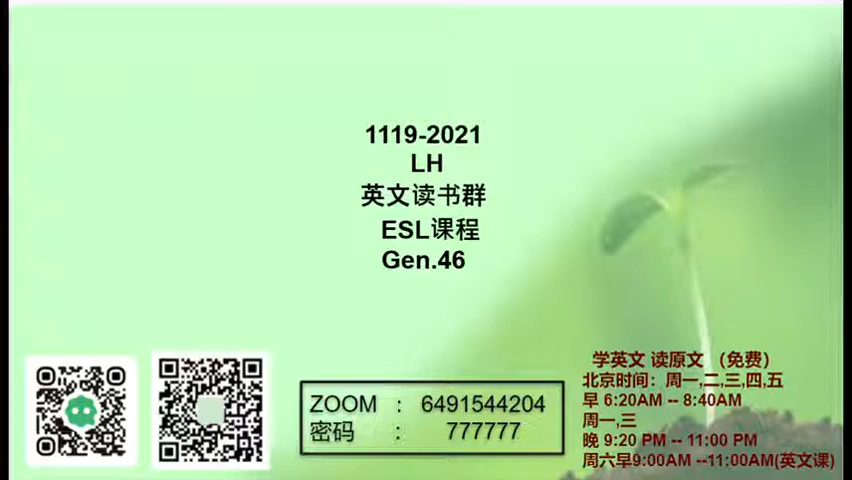 1119-2021
LH
英文读书群
ESL课程
Gen.46
ZOOM : 6491544204
密码 : 777777
学英文 读原文 （免费）
北京时间：周一,二,三,四,五
早 6:20AM -- 8:40AM
周一,三
晚 9:20 PM -- 11:00 PM
周六早9:00AM --11:00AM(英文课)